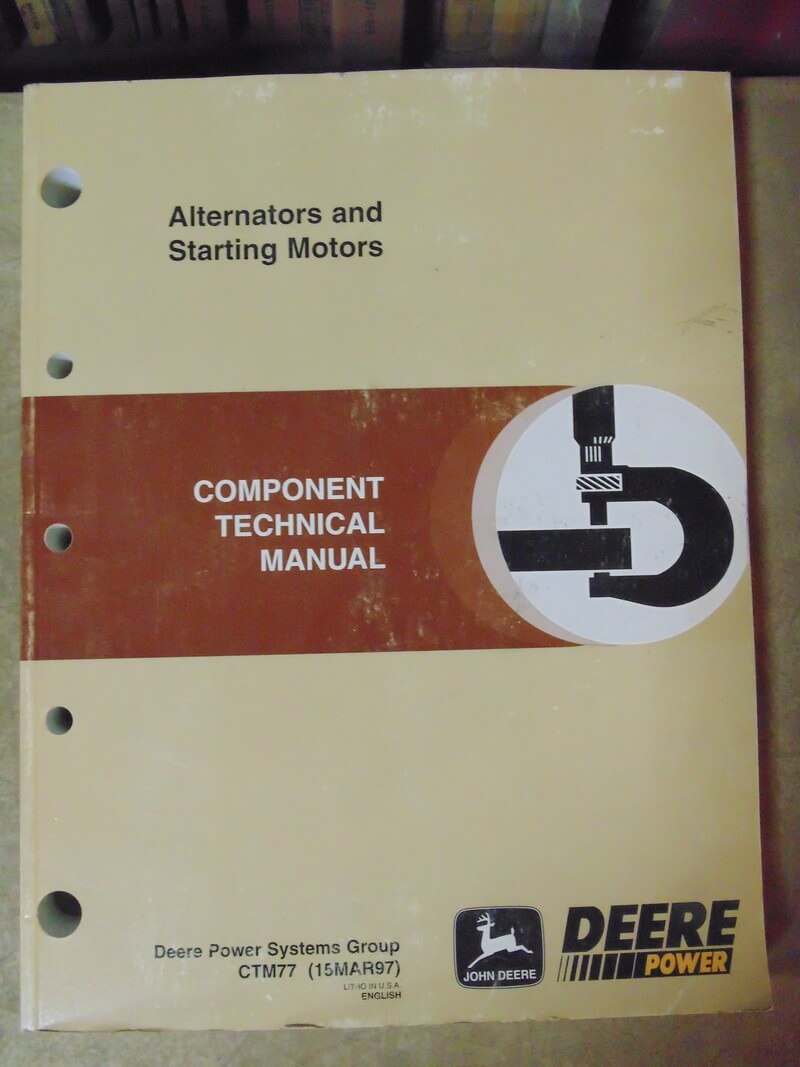 Alternators and
Starting Motors
COMPONENT
TECHNICAL
MANUAL
Deere Power Systems Group
CTM77 (15MAR97)
LITHO IN U.S.A.
ENGLISH
JOHN DEERE
DEERE
POWER